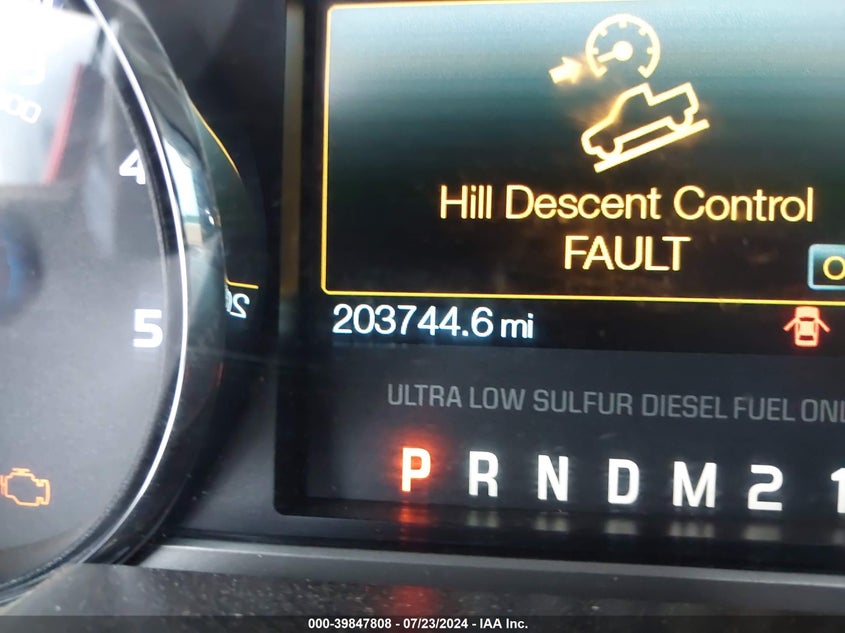 4
5
Hill Descent Control
FAULT
203744.6 mi
ULTRA LOW SULFUR DIESEL FUEL
P R N D M 2 1
000-39847808 - 07/23/2024 - IAA Inc.